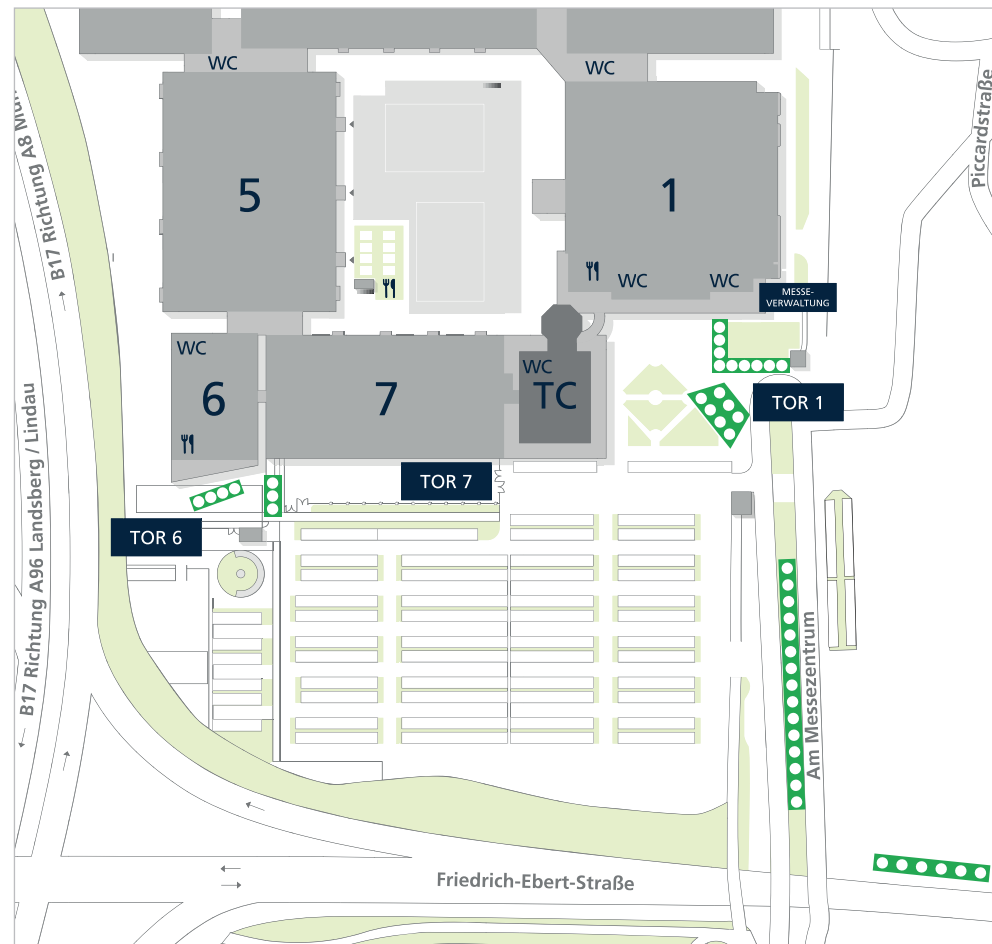 WC
WC
5
1
Piccardstraße
B17 Richtung A8
WC
WC
MESSE-
VERWALTUNG
WC
6
7
WC
TC
TOR 1
TOR 7
TOR 6
B17 Richtung A96 Landsberg / Lindau
Am Messezentrum
Friedrich-Ebert-Straße